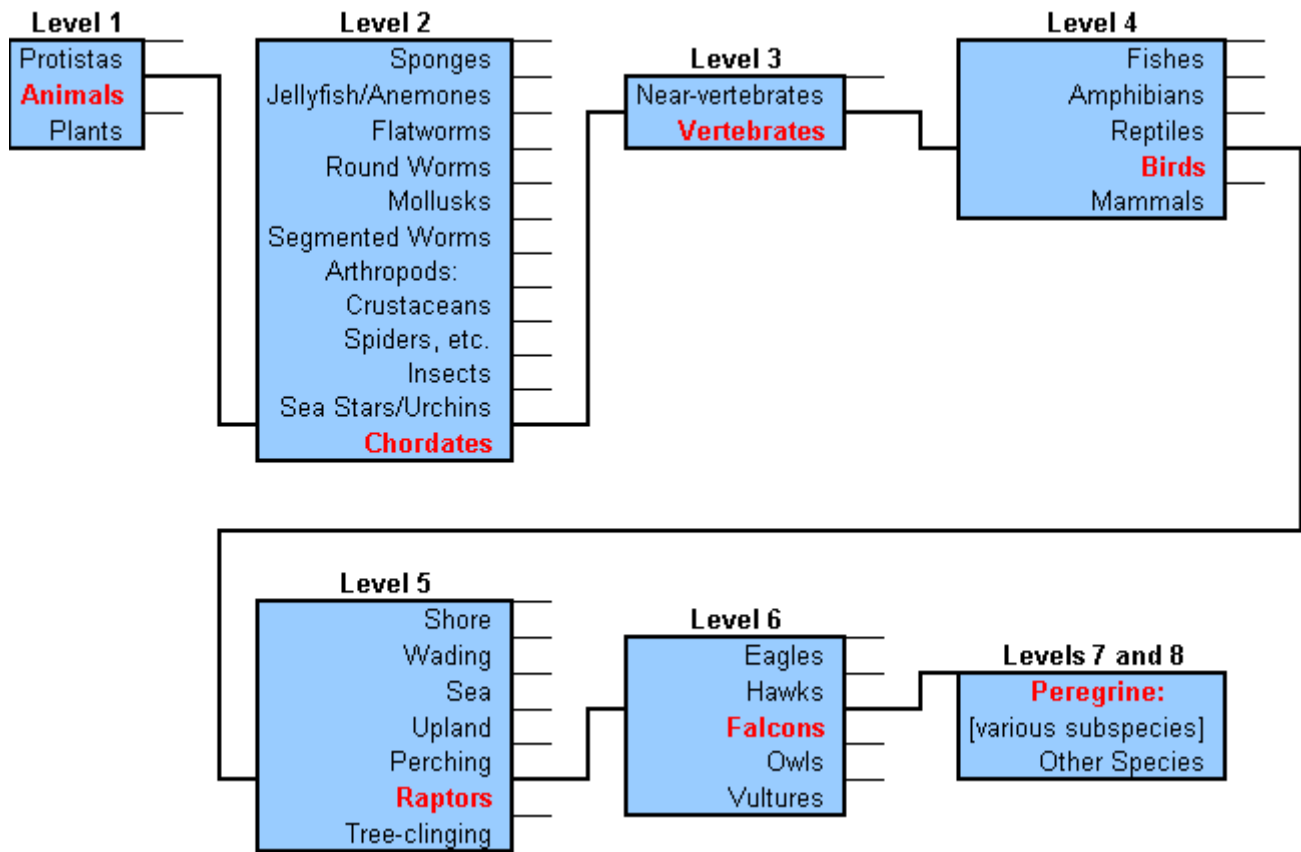 Level 1
Protistas
Animals
Plants
Level 2
Sponges
Jellyfish/Anemones
Flatworms
Round Worms
Mollusks
Segmented Worms
Arthropods:
Crustaceans
Spiders, etc.
Insects
Sea Stars/Urchins
Chordates
Level 3
Near-vertebrates
Vertebrates
Level 4
Fishes
Amphibians
Reptiles
Birds
Mammals
Level 5
Shore
Wading
Sea
Upland
Perching
Raptors
Tree-clinging
Level 6
Eagles
Hawks
Falcons
Owls
Vultures
Levels 7 and 8
Peregrine:
[various subspecies]
Other Species